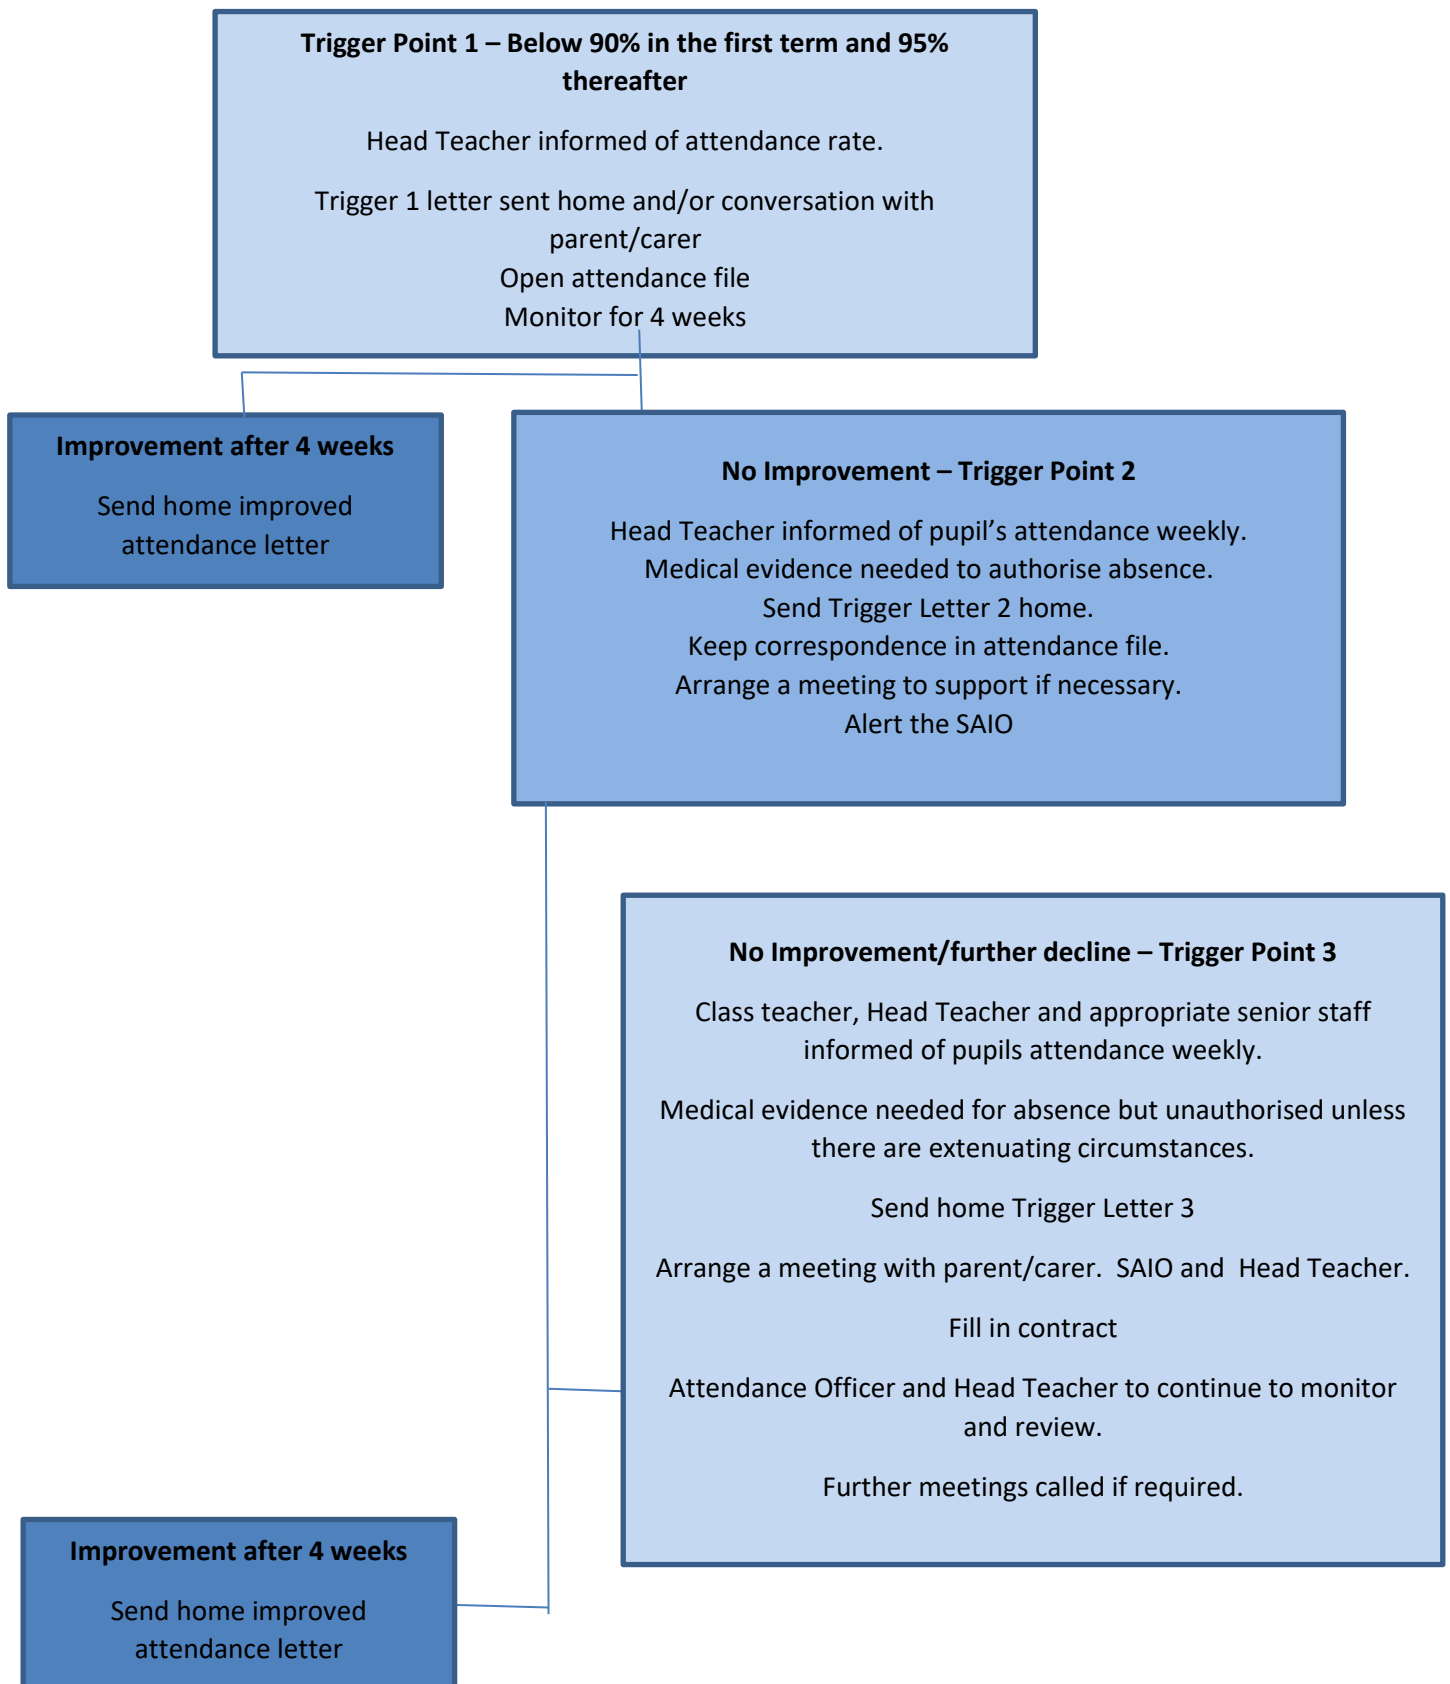 Trigger Point 1 – Below 90% in the first term and 95%
thereafter
Head Teacher informed of attendance rate.
Trigger 1 letter sent home and/or conversation with
parent/carer
Open attendance file
Monitor for 4 weeks
Improvement after 4 weeks
Send home improved
attendance letter
No Improvement – Trigger Point 2
Head Teacher informed of pupil’s attendance weekly.
Medical evidence needed to authorise absence.
Send Trigger Letter 2 home.
Keep correspondence in attendance file.
Arrange a meeting to support if necessary.
Alert the SAIO
No Improvement/further decline – Trigger Point 3
Class teacher, Head Teacher and appropriate senior staff
informed of pupils attendance weekly.
Medical evidence needed for absence but unauthorised unless
there are extenuating circumstances.
Send home Trigger Letter 3
Arrange a meeting with parent/carer.  SAIO and  Head Teacher.
Fill in contract
Attendance Officer and Head Teacher to continue to monitor
and review.
Further meetings called if required.
Improvement after 4 weeks
Send home improved
attendance letter